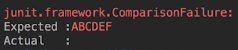 junit.framework.ComparisonFailure:
Expected :ABCDEF
Actual   :